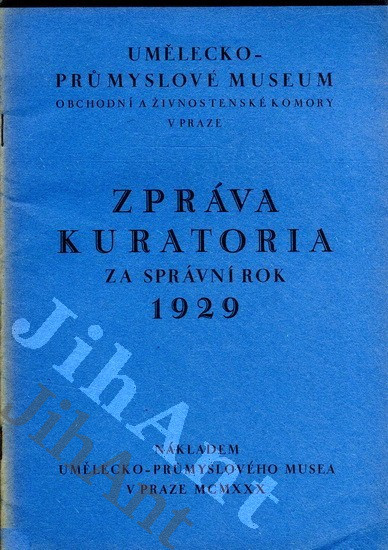 UMĚLECKO-
PRŮMYSLOVÉ MUSEUM
OBCHODNÍ A ŽIVNOSTENSKÉ KOMORY
V PRAZE
ZPRÁVA
KURATORIA
ZA SPRÁVNÍ ROK
1929
NÁKLADEM
UMĚLECKO-PRŮMYSLOVÉHO MUSEA
V PRAZE MCMXXX
JihAnt
JihAnt